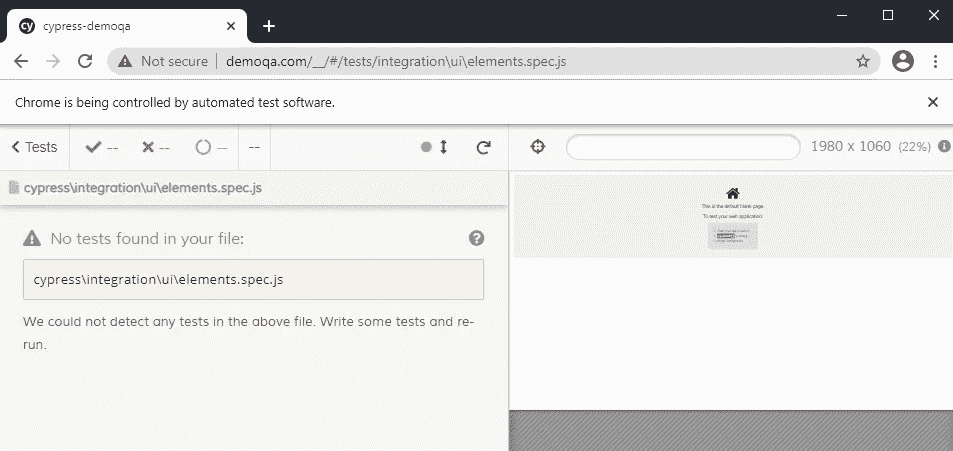 cy cypress-demoqa
Not secure | demoqa.com/__/#/tests/integration\ui\elements.spec.js
Chrome is being controlled by automated test software.
Tests -- -- -- -- 1980 x 1060 (22%)
cypress\integration\ui\elements.spec.js
This is the default blank page.
To test your web application:
No tests found in your file:
cypress\integration\ui\elements.spec.js
We could not detect any tests in the above file. Write some tests and re-
run.